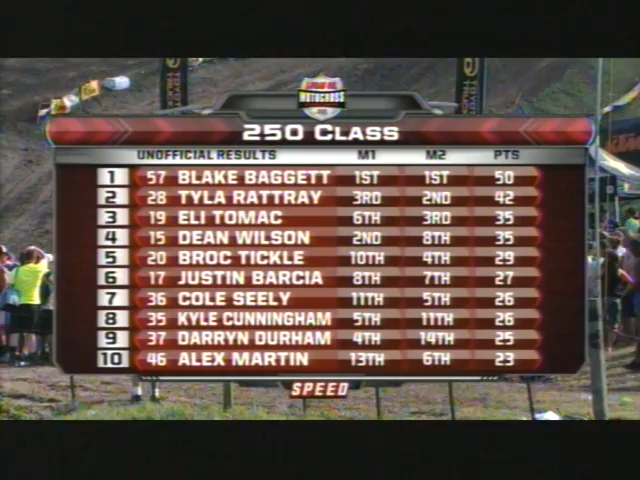 MOTOCROSS
250 CLASS
UNOFFICIAL RESULTS M1 M2 PTS
1 57 BLAKE BAGGETT 1ST 1ST 50
2 28 TYLA RATTRAY 3RD 2ND 42
3 19 ELI TOMAC 6TH 3RD 35
4 15 DEAN WILSON 2ND 8TH 35
5 20 BROC TICKLE 10TH 4TH 29
6 17 JUSTIN BARCIA 8TH 7TH 27
7 36 COLE SEELY 11TH 5TH 26
8 35 KYLE CUNNINGHAM 5TH 11TH 26
9 37 DARRYN DURHAM 4TH 14TH 25
10 46 ALEX MARTIN 13TH 6TH 23
SPEED